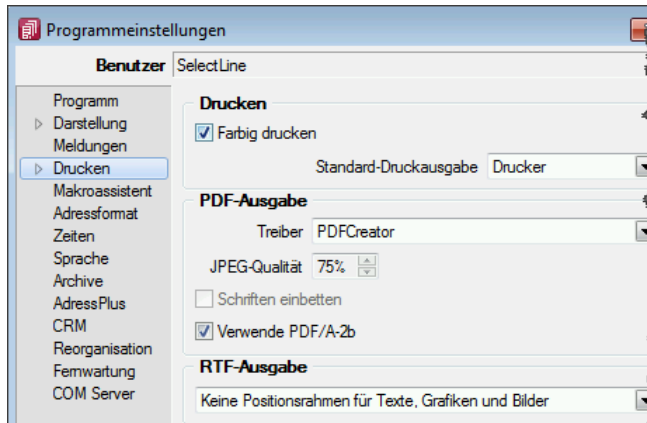 Programmeinstellungen
Benutzer SelectLine
Programm
Darstellung
Meldungen
Drucken
Makroassistent
Adressformat
Zeiten
Sprache
Archive
AdressPlus
CRM
Reorganisation
Fernwartung
COM Server
Drucken
Farbig drucken
Standard-Druckausgabe Drucker
PDF-Ausgabe
Treiber PDFCreator
JPEG-Qualität 75%
Schriften einbetten
Verwende PDF/A-2b
RTF-Ausgabe
Keine Positionsrahmen für Texte, Grafiken und Bilder